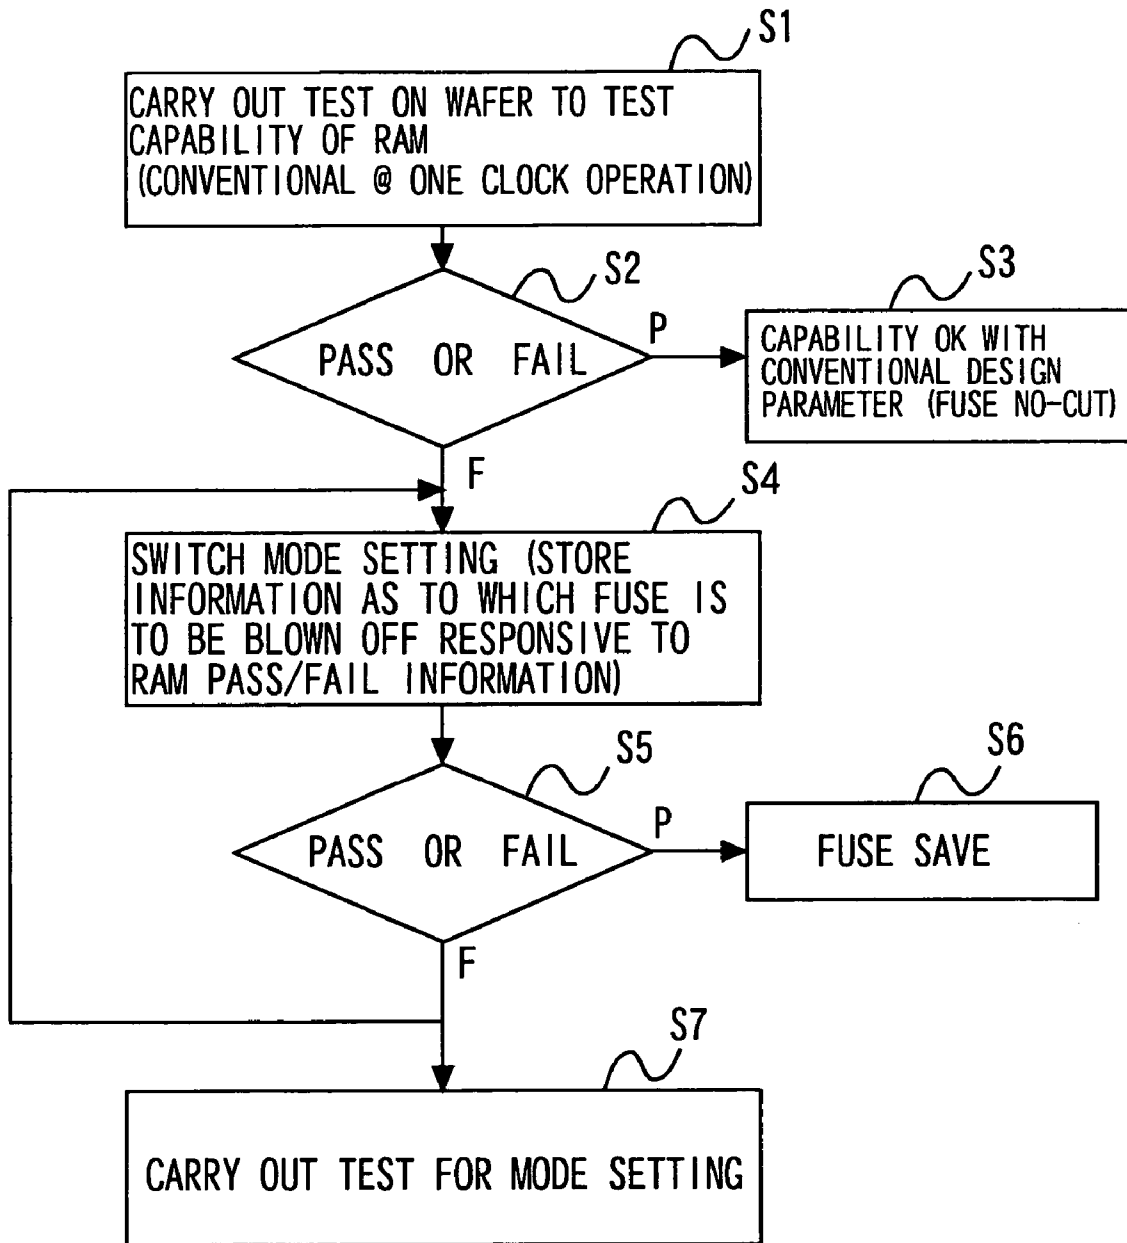 S1
CARRY OUT TEST ON WAFER TO TEST
CAPABILITY OF RAM
(CONVENTIONAL @ ONE CLOCK OPERATION)
S2
PASS OR FAIL
P
S3
CAPABILITY OK WITH
CONVENTIONAL DESIGN
PARAMETER (FUSE NO-CUT)
F
S4
SWITCH MODE SETTING (STORE
INFORMATION AS TO WHICH FUSE IS
TO BE BLOWN OFF RESPONSIVE TO
RAM PASS/FAIL INFORMATION)
S5
PASS OR FAIL
P
S6
FUSE SAVE
F
S7
CARRY OUT TEST FOR MODE SETTING